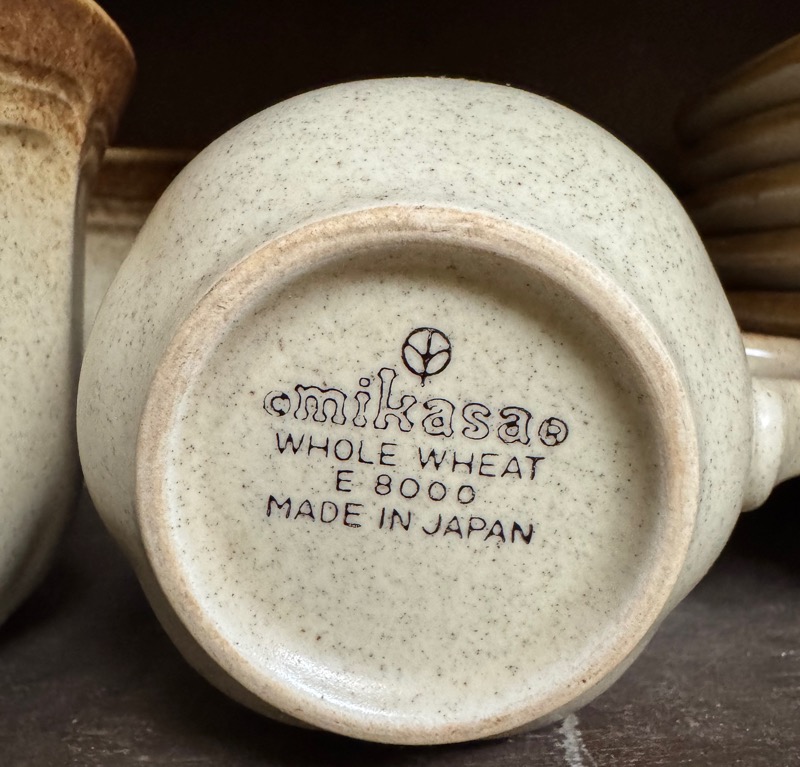 ©mikasa®
WHOLE WHEAT
E 8000
MADE IN JAPAN